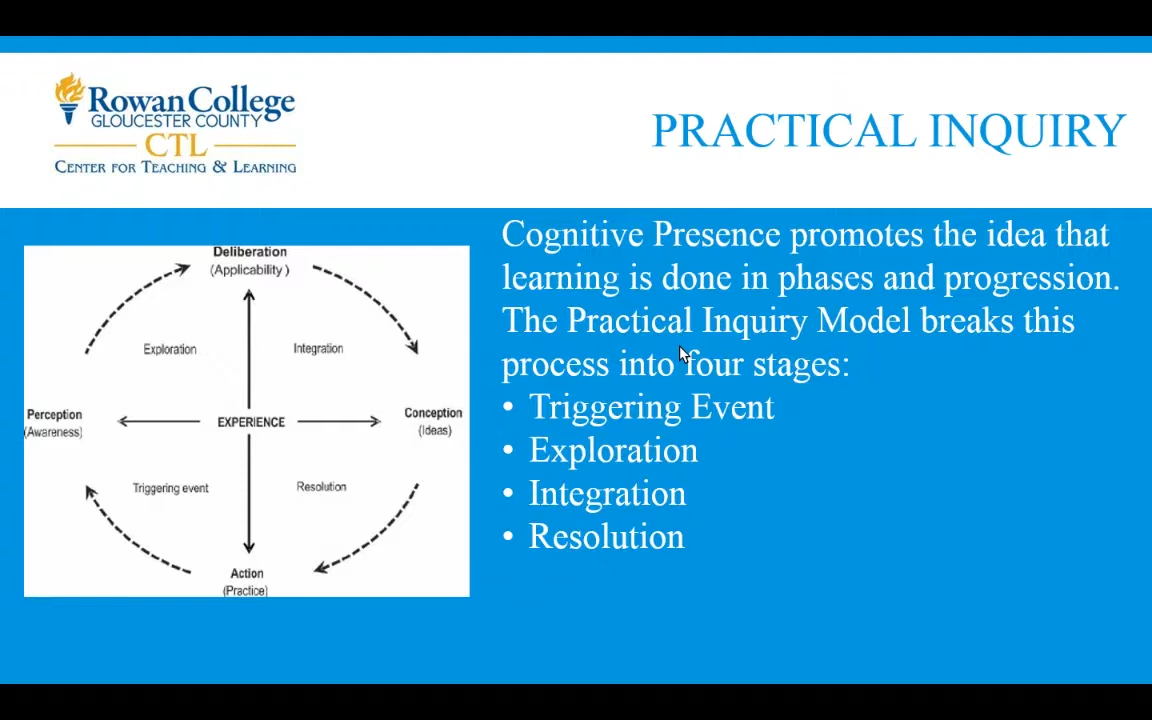 Rowan College
GLOUCESTER COUNTY
CTL
CENTER FOR TEACHING & LEARNING
PRACTICAL INQUIRY
Deliberation
(Applicability )
Exploration
Integration
Perception
(Awareness)
EXPERIENCE
Conception
(Ideas)
Triggering event
Resolution
Action
(Practice)
Cognitive Presence promotes the idea that
learning is done in phases and progression.
The Practical Inquiry Model breaks this
process into four stages:
• Triggering Event
• Exploration
• Integration
• Resolution